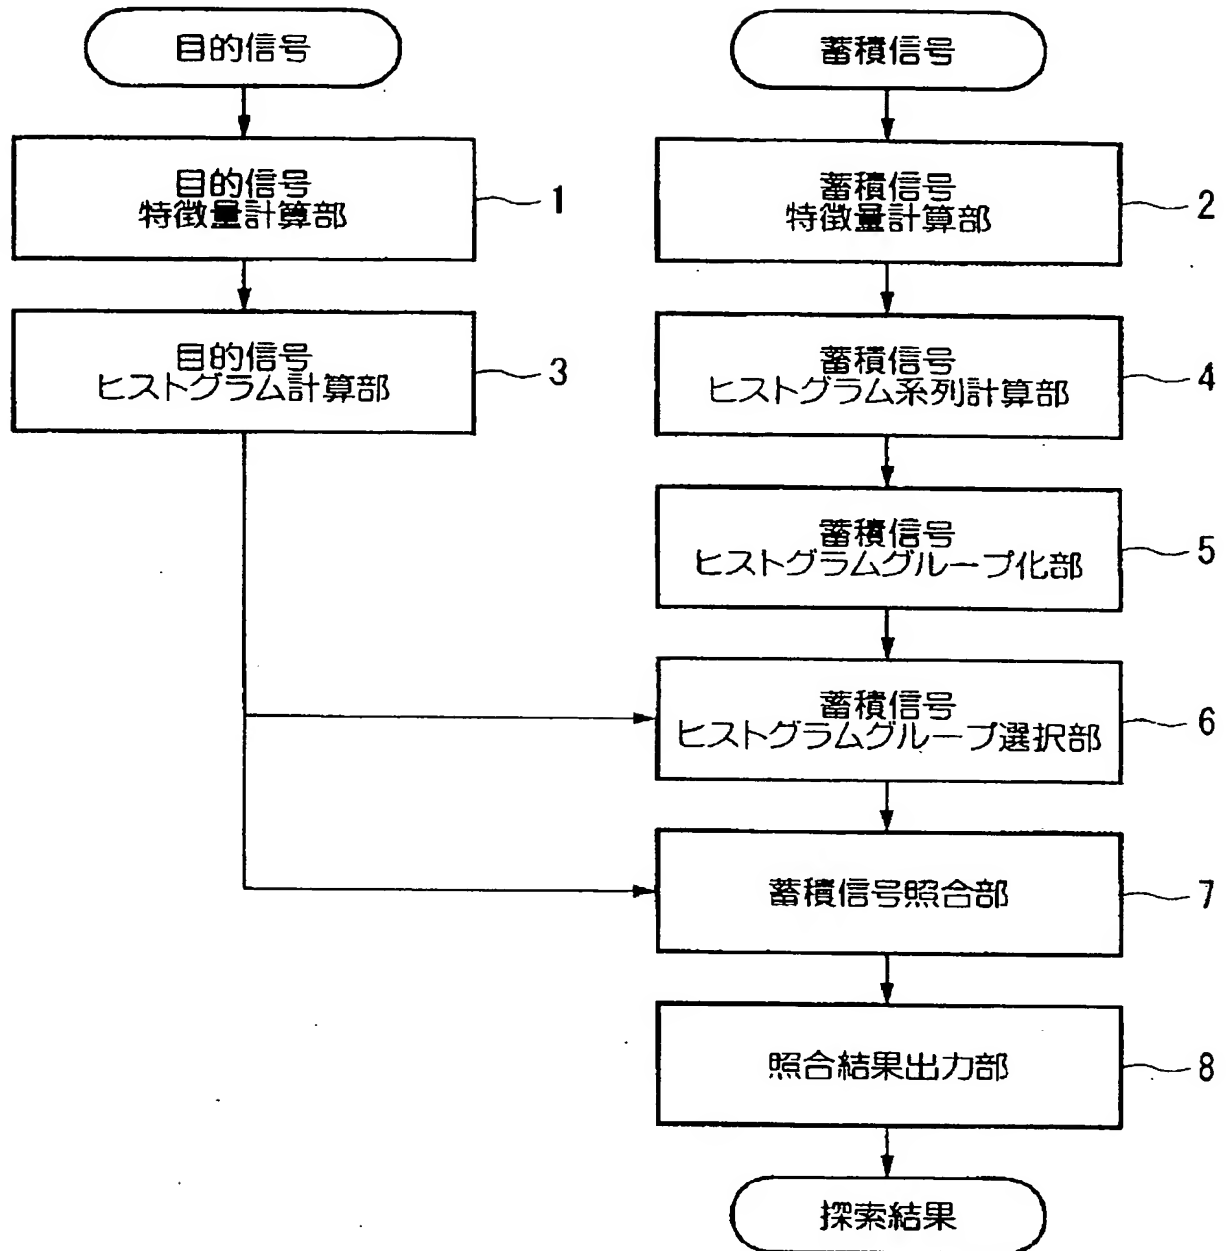 目的信号
蓄積信号
目的信号
特徴量計算部
1
蓄積信号
特徴量計算部
2
目的信号
ヒストグラム計算部
3
蓄積信号
ヒストグラム系列計算部
4
蓄積信号
ヒストグラムグループ化部
5
蓄積信号
ヒストグラムグループ選択部
6
蓄積信号照合部
7
照合結果出力部
8
探索結果